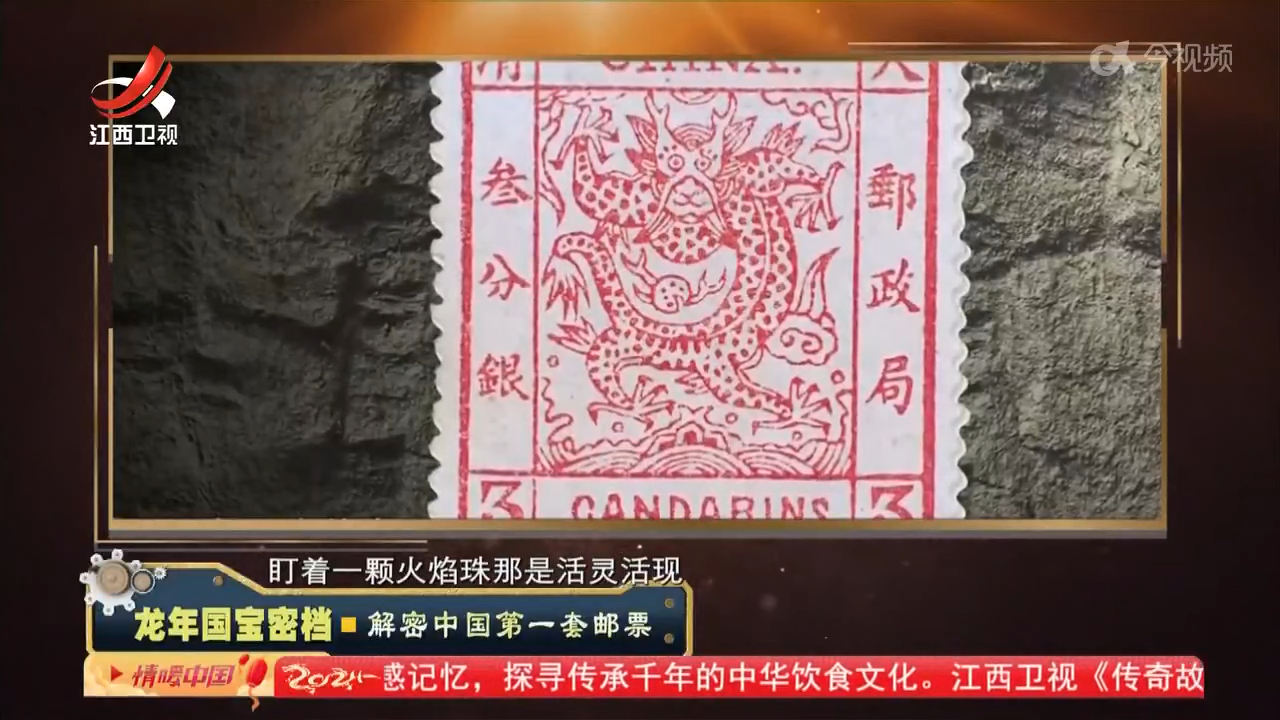 江西卫视
今视频
清 CHINA. 大
叁分銀
郵政局
3 CANDARINS 3
盯着一颗火焰珠那是活灵活现
龙年国宝密档 解密中国第一套邮票
情暖中国 2024 惑记忆，探寻传承千年的中华饮食文化。江西卫视《传奇故